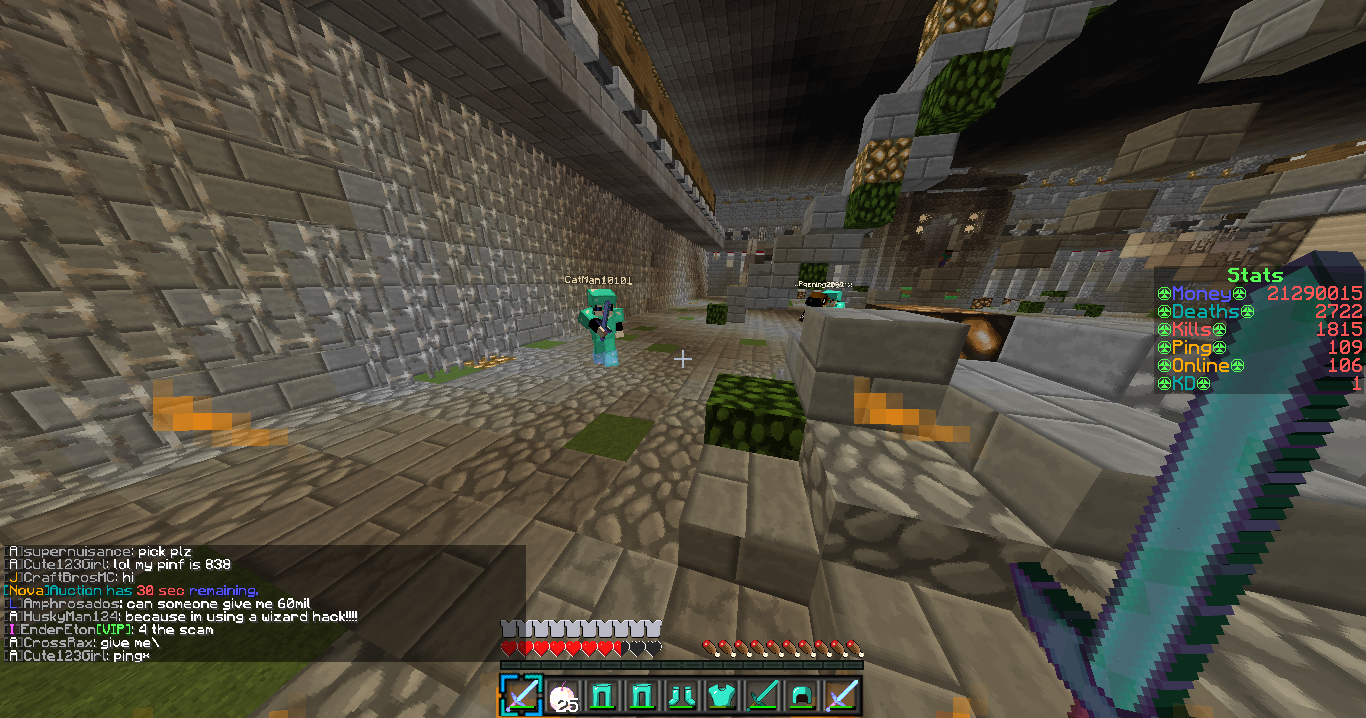 CatMan10101
Stats
Money 21290015
Deaths 2722
Kills 1815
Ping 109
Online 106
KD 1
[A]supernuisance: pick plz
[A]Cute123Girl: lol my pinf is 838
[J]CraftBrosMC: hi
[Nova]Auction has 30 sec remaining.
[L]Amphrosados: can someone give me 60mil
[A]HuskyMan124: because im using a wizard hack!!!!
[I]EnderEton[VIP]: 4 the scam
[A]CrossRax: give me\
[A]Cute123Girl: ping*
25